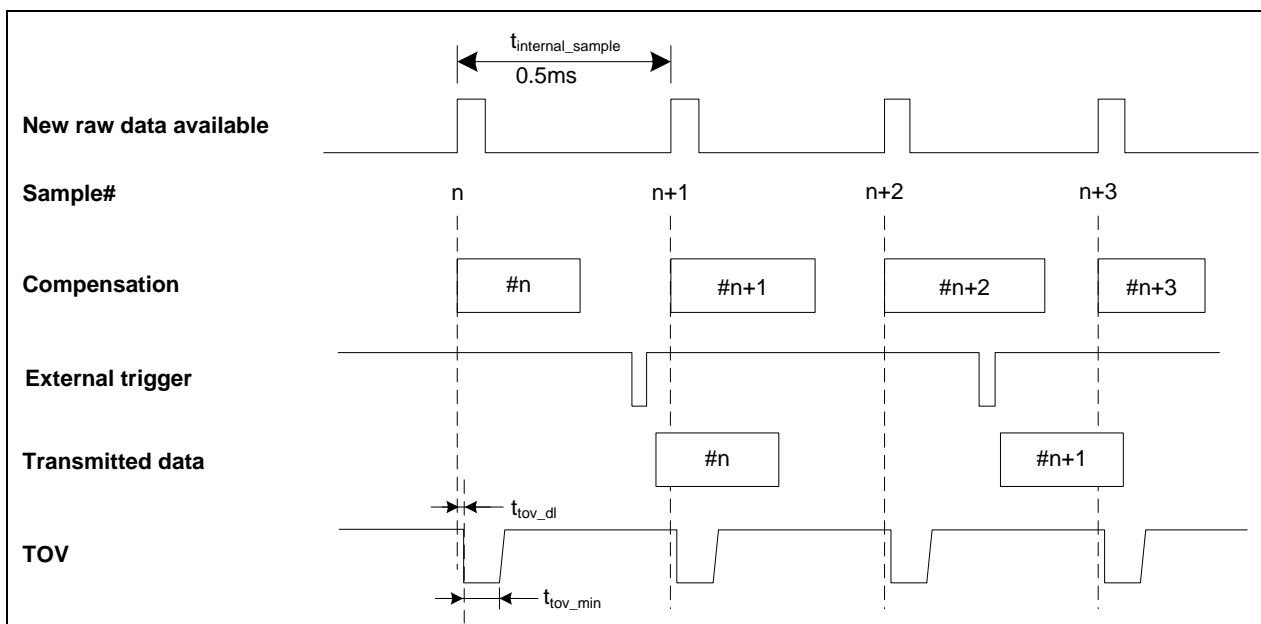 t_internal_sample
0.5ms
New raw data available
Sample#
n
n+1
n+2
n+3
Compensation
#n
#n+1
#n+2
#n+3
External trigger
Transmitted data
#n
#n+1
t_tov_dl
TOV
t_tov_min